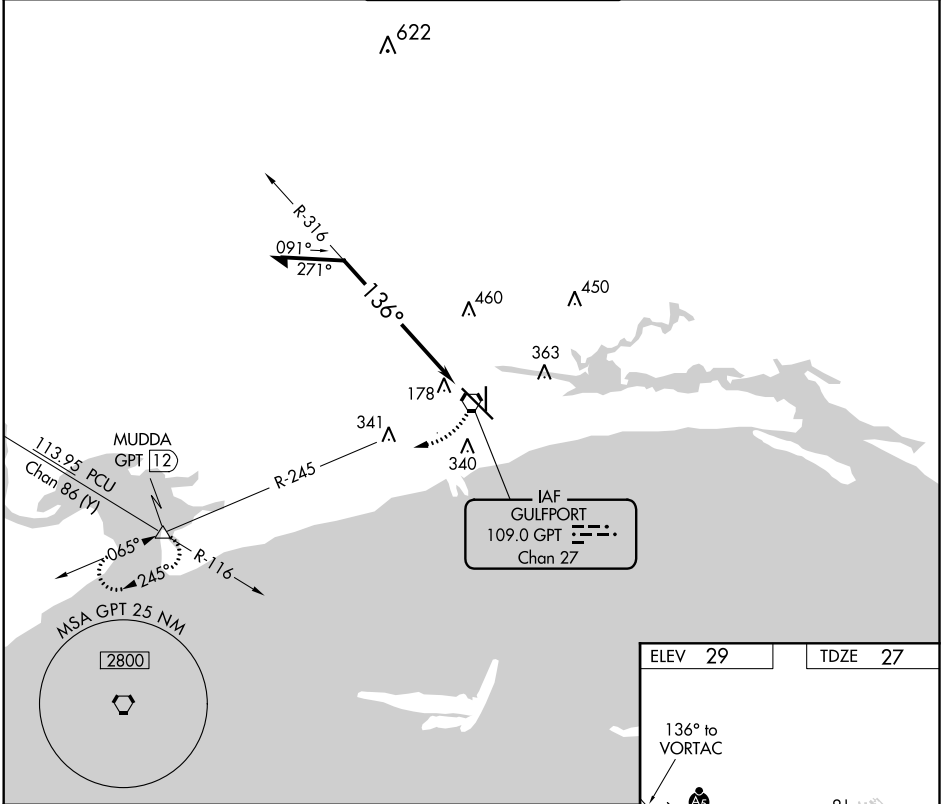 622
R-316
091°
271°
136°
460
450
363
178
341
340
MUDDA
GPT 12
113.95 PCU
Chan 86 (Y)
R-245
IAF
GULFPORT
109.0 GPT
Chan 27
065°
245°
R-116
MSA GPT 25 NM
2800
ELEV 29
TDZE 27
136° to
VORTAC